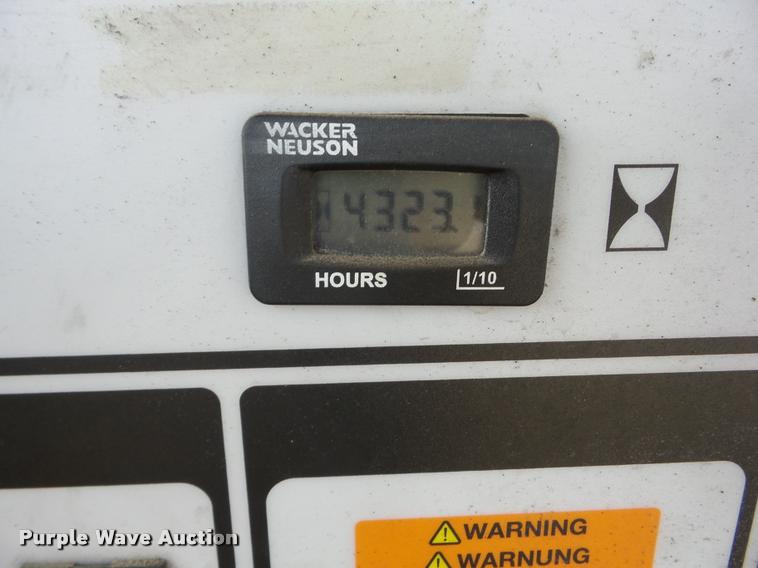 WACKER
NEUSON
4323.
HOURS 1/10
WARNING
WARNUNG
Purple Wave Auction